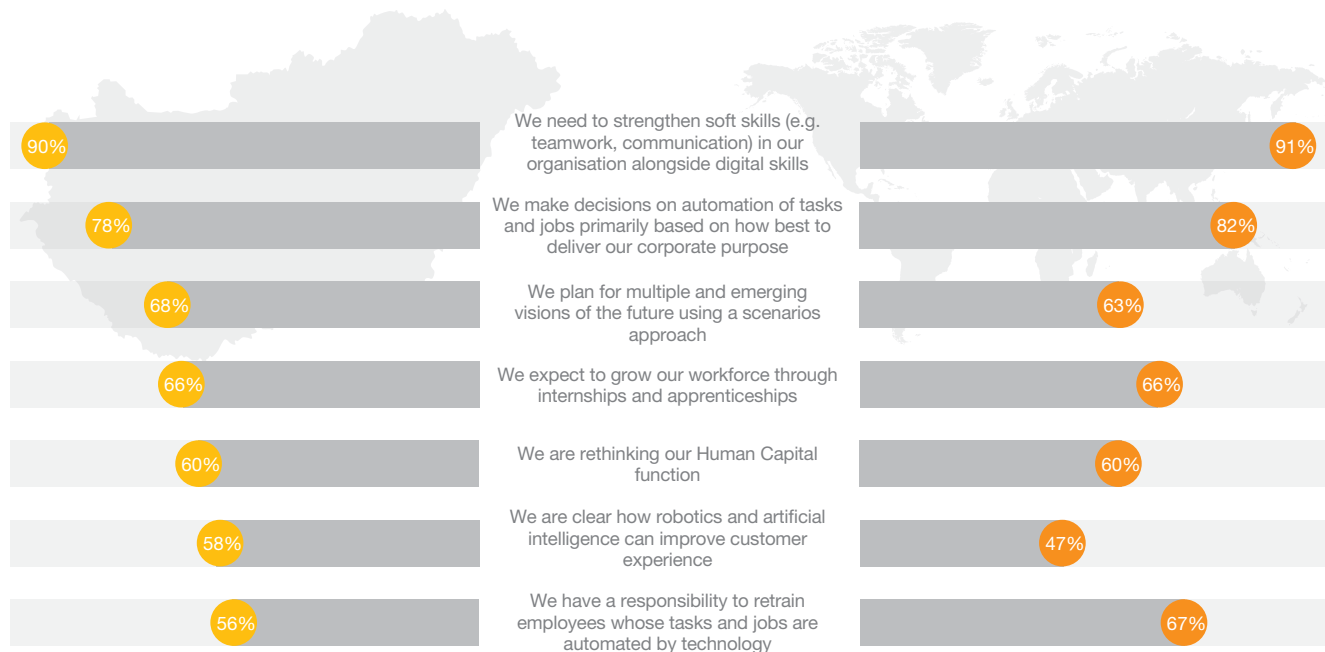 90%
We need to strengthen soft skills (e.g.
teamwork, communication) in our
organisation alongside digital skills
91%
78%
We make decisions on automation of tasks
and jobs primarily based on how best to
deliver our corporate purpose
82%
68%
We plan for multiple and emerging
visions of the future using a scenarios
approach
63%
66%
We expect to grow our workforce through
internships and apprenticeships
66%
60%
We are rethinking our Human Capital
function
60%
58%
We are clear how robotics and artificial
intelligence can improve customer
experience
47%
56%
We have a responsibility to retrain
employees whose tasks and jobs are
automated by technology
67%